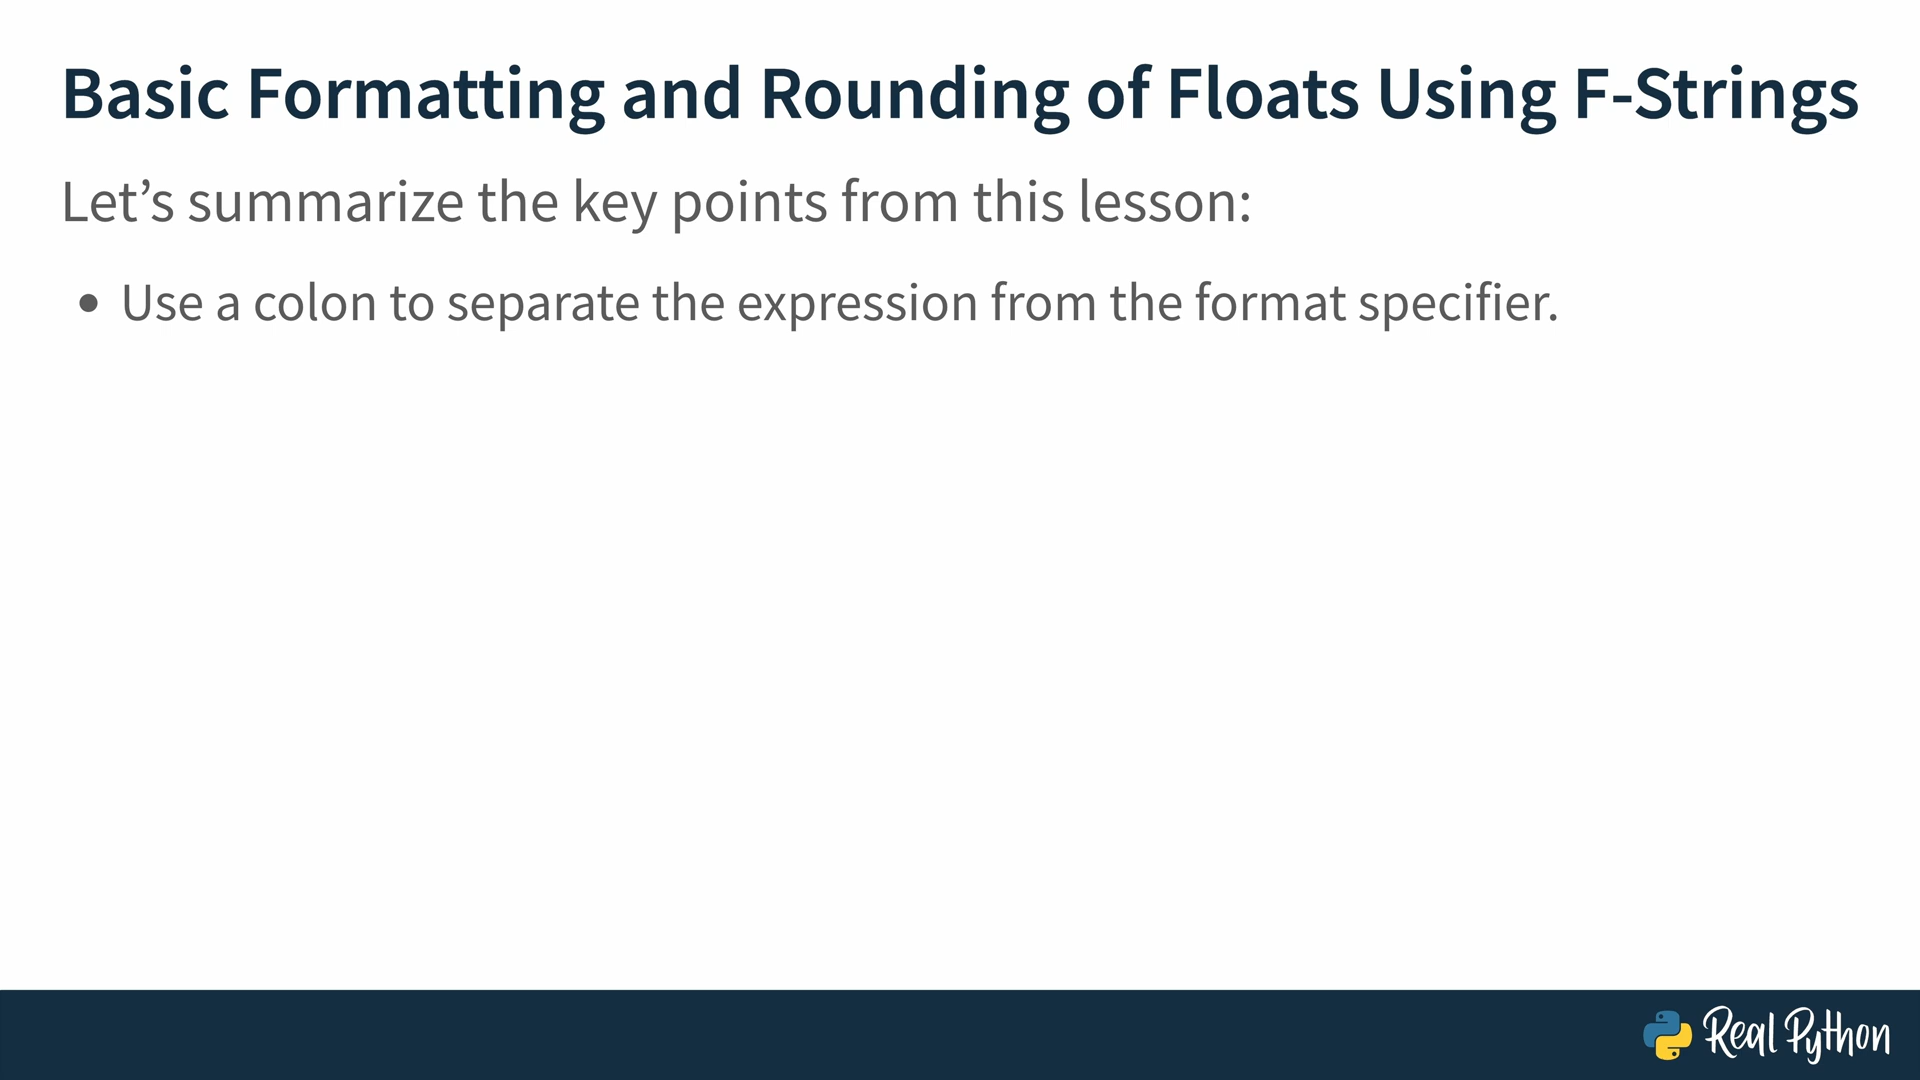 Basic Formatting and Rounding of Floats Using F-Strings
Let’s summarize the key points from this lesson:
• Use a colon to separate the expression from the format specifier.
Real Python